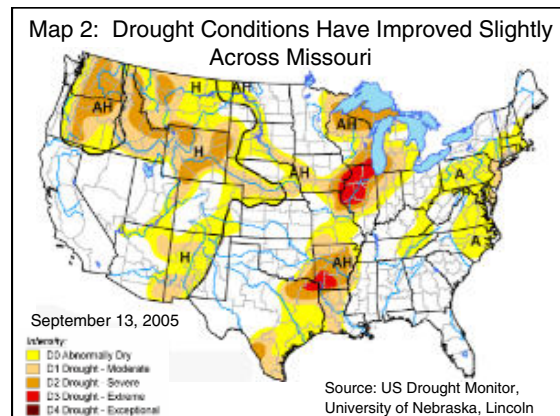 Map 2: Drought Conditions Have Improved Slightly
Across Missouri
H
AH
AH
H
AH
AH
A
A
H
AH
September 13, 2005
Intensity:
D0 Abnormally Dry
D1 Drought - Moderate
D2 Drought - Severe
D3 Drought - Extreme
D4 Drought - Exceptional
Source: US Drought Monitor,
University of Nebraska, Lincoln